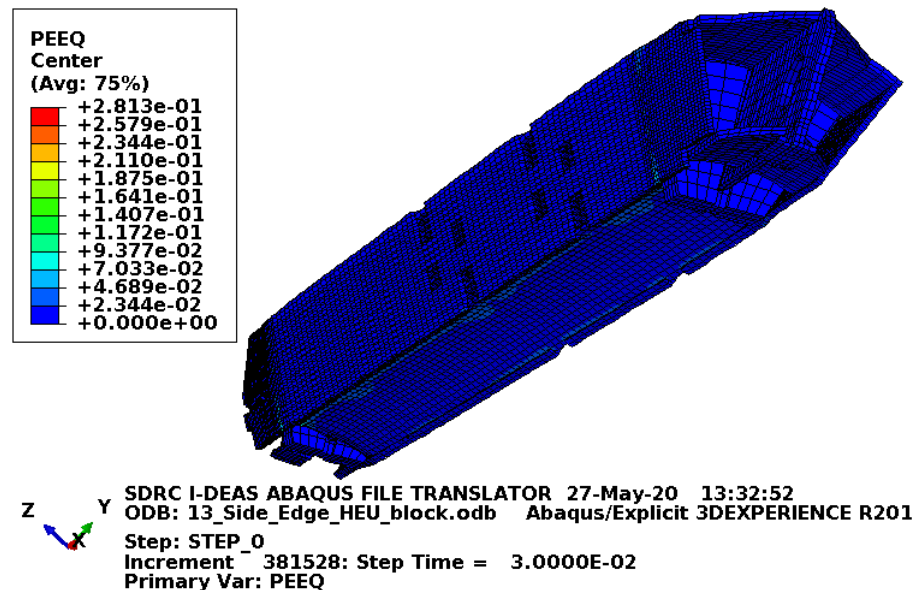 PEEQ
Center
(Avg: 75%)
+2.813e-01
+2.579e-01
+2.344e-01
+2.110e-01
+1.875e-01
+1.641e-01
+1.407e-01
+1.172e-01
+9.377e-02
+7.033e-02
+4.689e-02
+2.344e-02
+0.000e+00
Z Y X
SDRC I-DEAS ABAQUS FILE TRANSLATOR 27-May-20 13:32:52
ODB: 13_Side_Edge_HEU_block.odb Abaqus/Explicit 3DEXPERIENCE R201
Step: STEP_0
Increment 381528: Step Time = 3.0000E-02
Primary Var: PEEQ